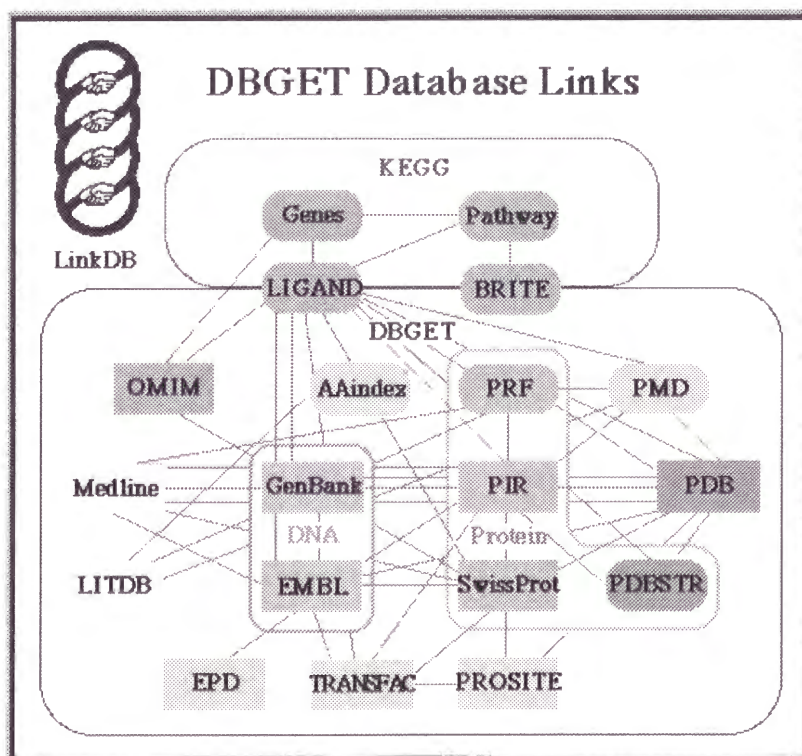 DBGET Database Links
KEGG
Genes
Pathway
LinkDB
LIGAND
BRITE
DBGET
OMIM
AAindex
PRF
PMD
Medline
GenBank
PIR
PDB
DNA
Protein
LITDB
EMBL
SwissProt
PDBSTR
EPD
TRANSFAC
PROSITE